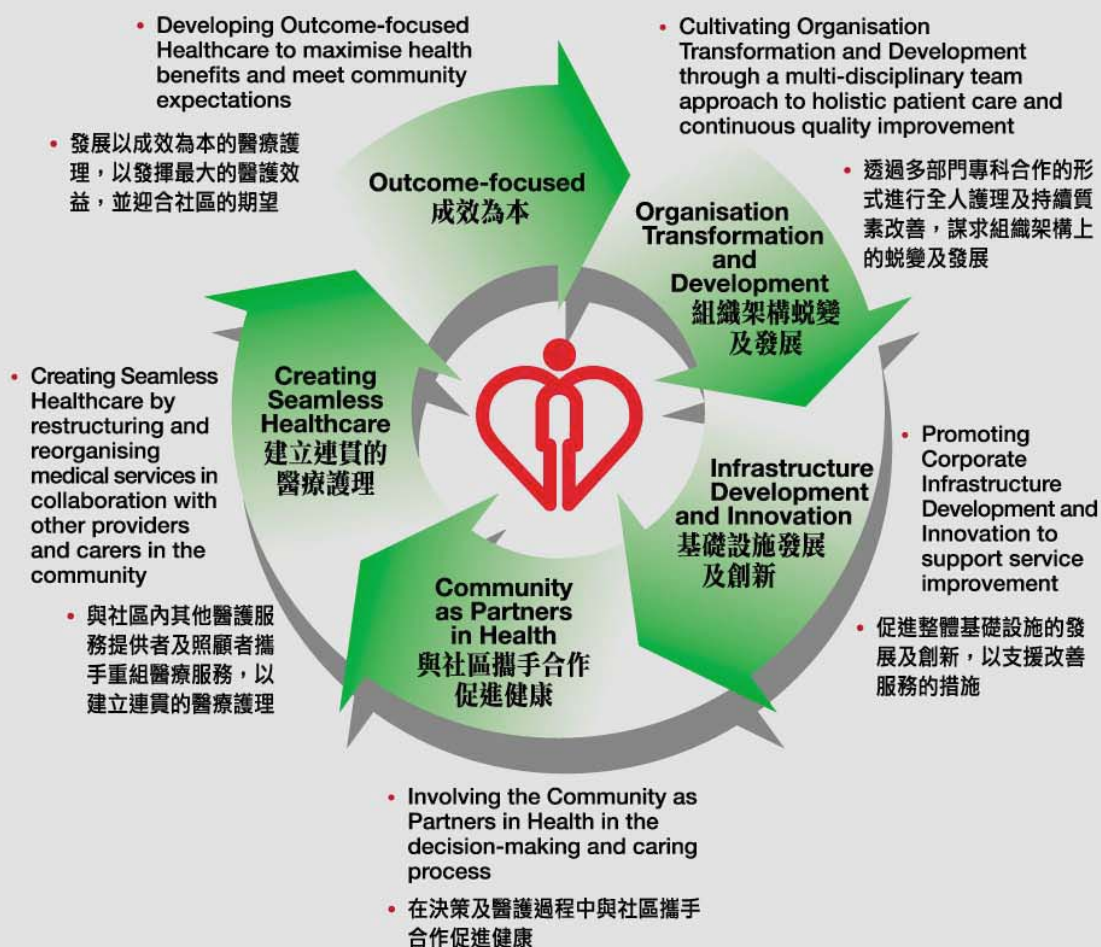 • Developing Outcome-focused
Healthcare to maximise health
benefits and meet community
expectations
• 發展以成效為本的醫療護
理，以發揮最大的醫護效
益，並迎合社區的期望
• Cultivating Organisation
Transformation and Development
through a multi-disciplinary team
approach to holistic patient care and
continuous quality improvement
• 透過多部門專科合作的形
式進行全人護理及持續質
素改善，謀求組織架構上
的蛻變及發展
Outcome-focused
成效為本
Organisation
Transformation
and
Development
組織架構蛻變
及發展
Creating
Seamless
Healthcare
建立連貫的
醫療護理
Infrastructure
Development
and Innovation
基礎設施發展
及創新
Community
as Partners
in Health
與社區攜手合作
促進健康
• Creating Seamless
Healthcare by
restructuring and
reorganising
medical services in
collaboration with
other providers
and carers in the
community
• 與社區內其他醫護服
務提供者及照顧者攜
手重組醫療服務，以
建立連貫的醫療護理
• Promoting
Corporate
Infrastructure
Development and
Innovation to
support service
improvement
• 促進整體基礎設施的發
展及創新，以支援改善
服務的措施
• Involving the Community as
Partners in Health in the
decision-making and caring
process
• 在決策及醫護過程中與社區攜手
合作促進健康